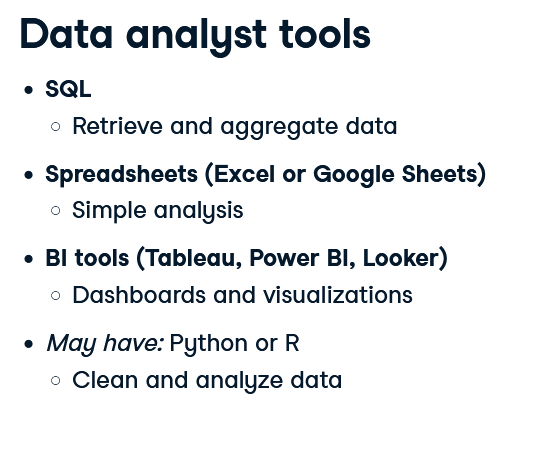 Data analyst tools
• SQL
○ Retrieve and aggregate data
• Spreadsheets (Excel or Google Sheets)
○ Simple analysis
• BI tools (Tableau, Power BI, Looker)
○ Dashboards and visualizations
• May have: Python or R
○ Clean and analyze data